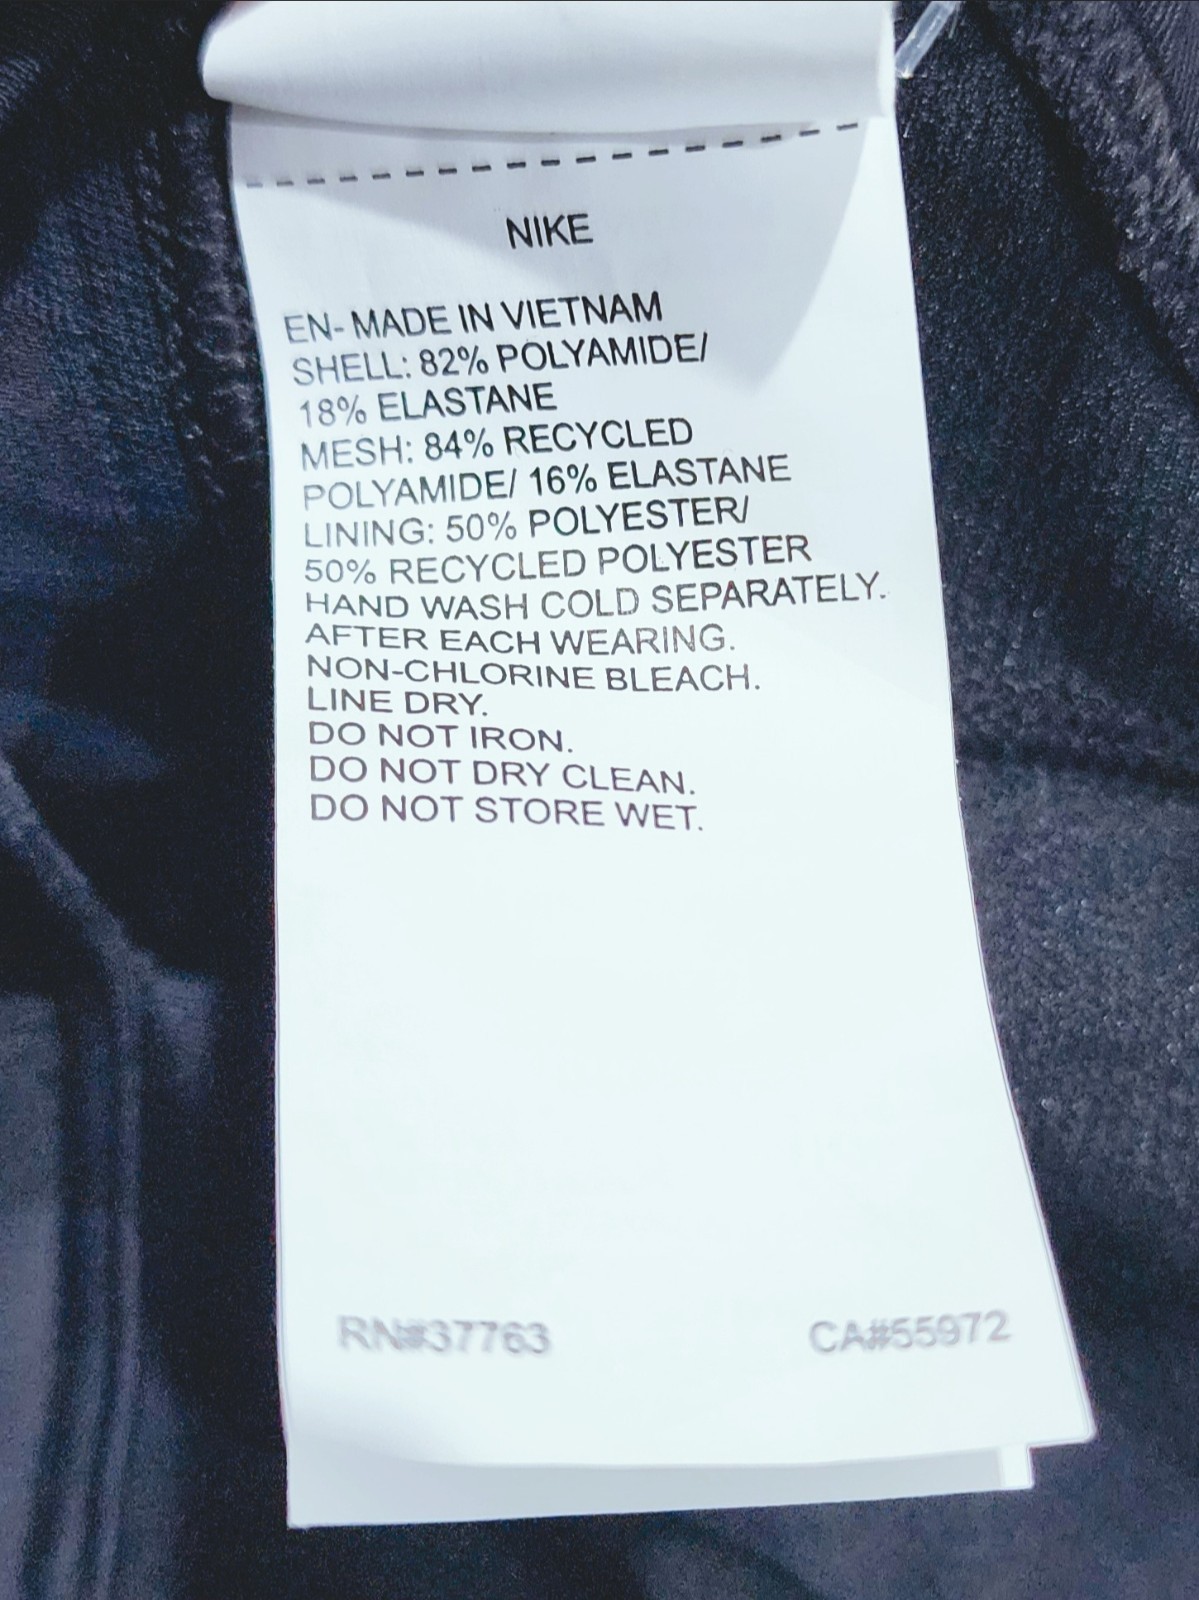 NIKE
EN- MADE IN VIETNAM
SHELL: 82% POLYAMIDE/
18% ELASTANE
MESH: 84% RECYCLED
POLYAMIDE/ 16% ELASTANE
LINING: 50% POLYESTER/
50% RECYCLED POLYESTER
HAND WASH COLD SEPARATELY.
AFTER EACH WEARING.
NON-CHLORINE BLEACH.
LINE DRY.
DO NOT IRON.
DO NOT DRY CLEAN.
DO NOT STORE WET.
RN#37763 CA#55972